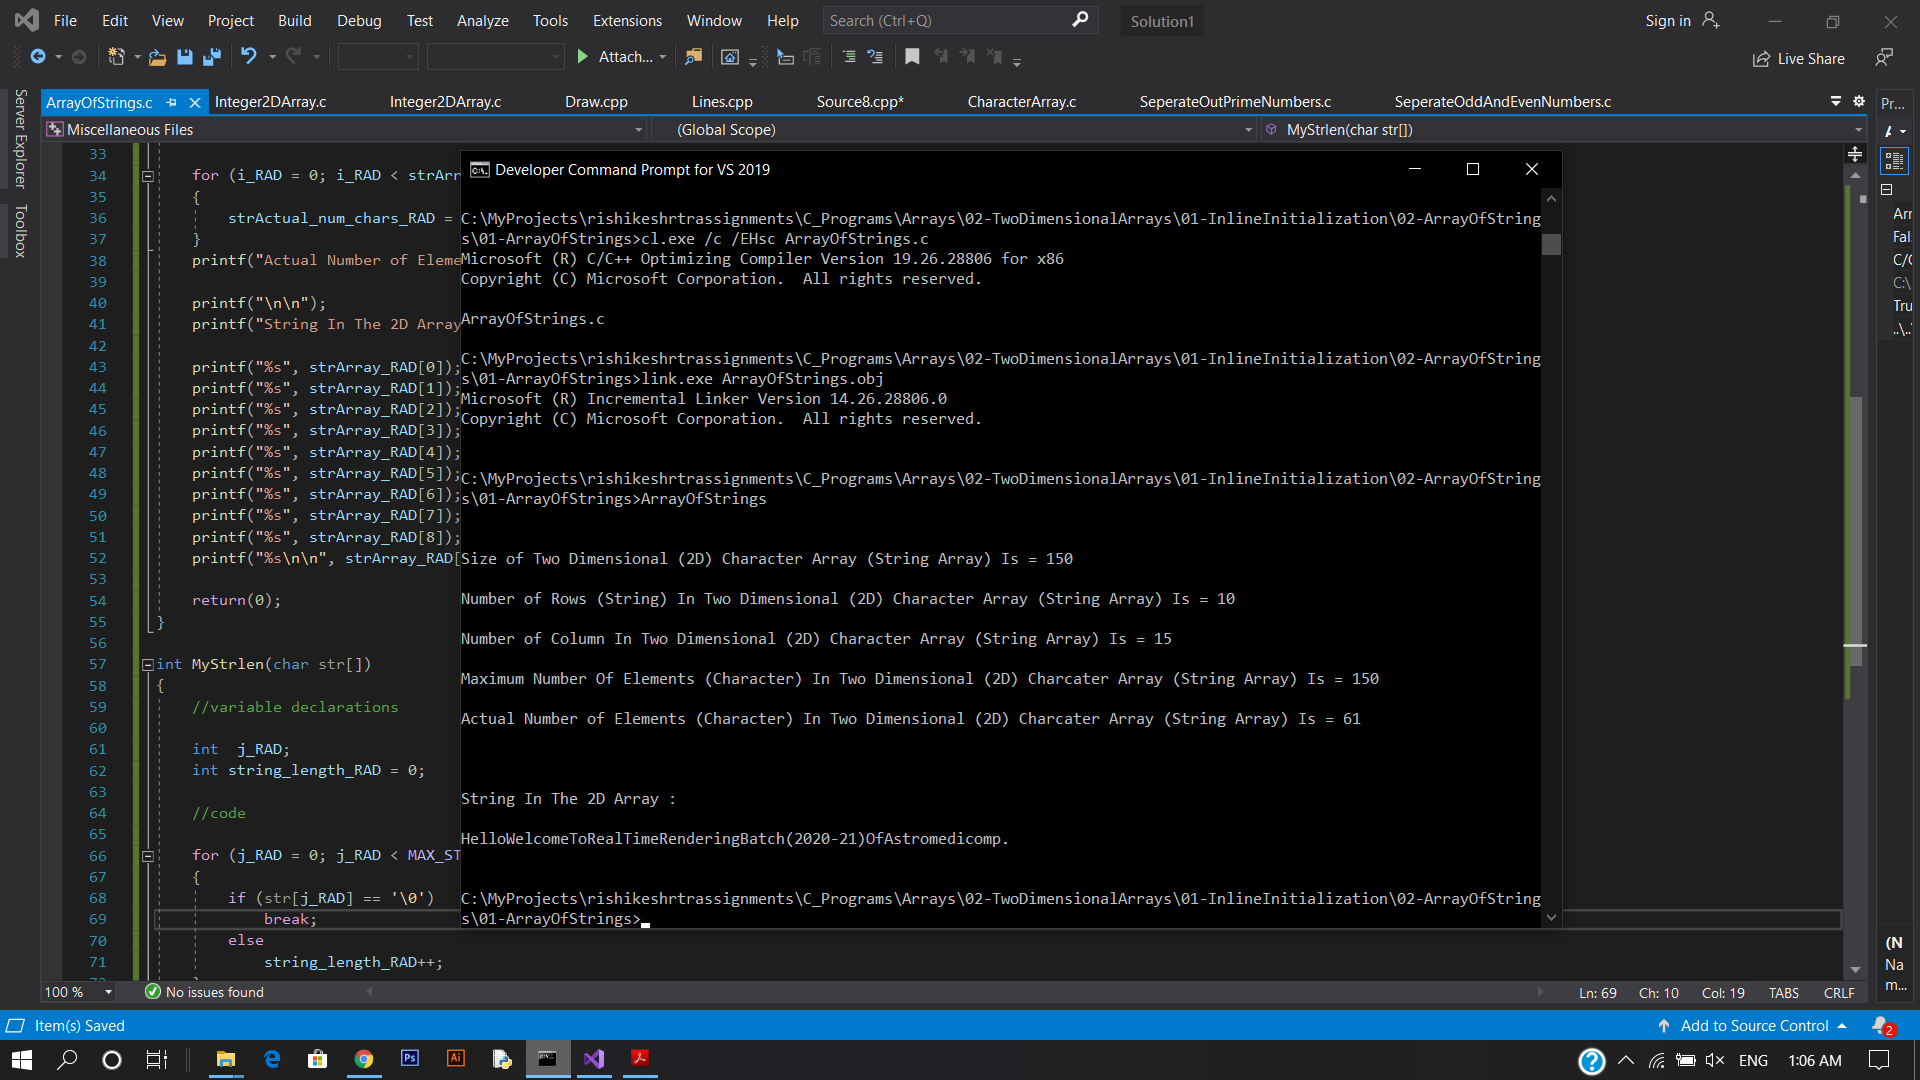 File Edit View Project Build Debug Test Analyze Tools Extensions Window Help Search (Ctrl+Q) Solution1 Sign in
Attach... Live Share
ArrayOfStrings.c Integer2DArray.c Integer2DArray.c Draw.cpp Lines.cpp Source8.cpp* CharacterArray.c SeperateOutPrimeNumbers.c SeperateOddAndEvenNumbers.c Pr...
Miscellaneous Files (Global Scope) MyStrlen(char str[])
Server Explorer
Toolbox
33
34 for (i_RAD = 0; i_RAD < strArr
35 {
36 strActual_num_chars_RAD =
37 }
38 printf("Actual Number of Eleme
39
40 printf("\n\n");
41 printf("String In The 2D Array
42
43 printf("%s", strArray_RAD[0]);
44 printf("%s", strArray_RAD[1]);
45 printf("%s", strArray_RAD[2]);
46 printf("%s", strArray_RAD[3]);
47 printf("%s", strArray_RAD[4]);
48 printf("%s", strArray_RAD[5]);
49 printf("%s", strArray_RAD[6]);
50 printf("%s", strArray_RAD[7]);
51 printf("%s", strArray_RAD[8]);
52 printf("%s\n\n", strArray_RAD[
53
54 return(0);
55 }
56
57 int MyStrlen(char str[])
58 {
59 //variable declarations
60
61 int j_RAD;
62 int string_length_RAD = 0;
63
64 //code
65
66 for (j_RAD = 0; j_RAD < MAX_ST
67 {
68 if (str[j_RAD] == '\0')
69 break;
70 else
71 string_length_RAD++;
Developer Command Prompt for VS 2019
C:\MyProjects\rishikeshrtrassignments\C_Programs\Arrays\02-TwoDimensionalArrays\01-InlineInitialization\02-ArrayOfString
s\01-ArrayOfStrings>cl.exe /c /EHsc ArrayOfStrings.c
Microsoft (R) C/C++ Optimizing Compiler Version 19.26.28806 for x86
Copyright (C) Microsoft Corporation.  All rights reserved.
ArrayOfStrings.c
C:\MyProjects\rishikeshrtrassignments\C_Programs\Arrays\02-TwoDimensionalArrays\01-InlineInitialization\02-ArrayOfString
s\01-ArrayOfStrings>link.exe ArrayOfStrings.obj
Microsoft (R) Incremental Linker Version 14.26.28806.0
Copyright (C) Microsoft Corporation.  All rights reserved.
C:\MyProjects\rishikeshrtrassignments\C_Programs\Arrays\02-TwoDimensionalArrays\01-InlineInitialization\02-ArrayOfString
s\01-ArrayOfStrings>ArrayOfStrings
Size of Two Dimensional (2D) Character Array (String Array) Is = 150
Number of Rows (String) In Two Dimensional (2D) Character Array (String Array) Is = 10
Number of Column In Two Dimensional (2D) Character Array (String Array) Is = 15
Maximum Number Of Elements (Character) In Two Dimensional (2D) Charcater Array (String Array) Is = 150
Actual Number of Elements (Character) In Two Dimensional (2D) Charcater Array (String Array) Is = 61
String In The 2D Array :
HelloWelcomeToRealTimeRenderingBatch(2020-21)OfAstromedicomp.
C:\MyProjects\rishikeshrtrassignments\C_Programs\Arrays\02-TwoDimensionalArrays\01-InlineInitialization\02-ArrayOfString
s\01-ArrayOfStrings>
Arr
Fal
C/C
C:\
Tru
..\..
(N
Na
m...
100 % No issues found Ln: 69 Ch: 10 Col: 19 TABS CRLF
Item(s) Saved Add to Source Control 2
Ps Ai ENG 1:06 AM